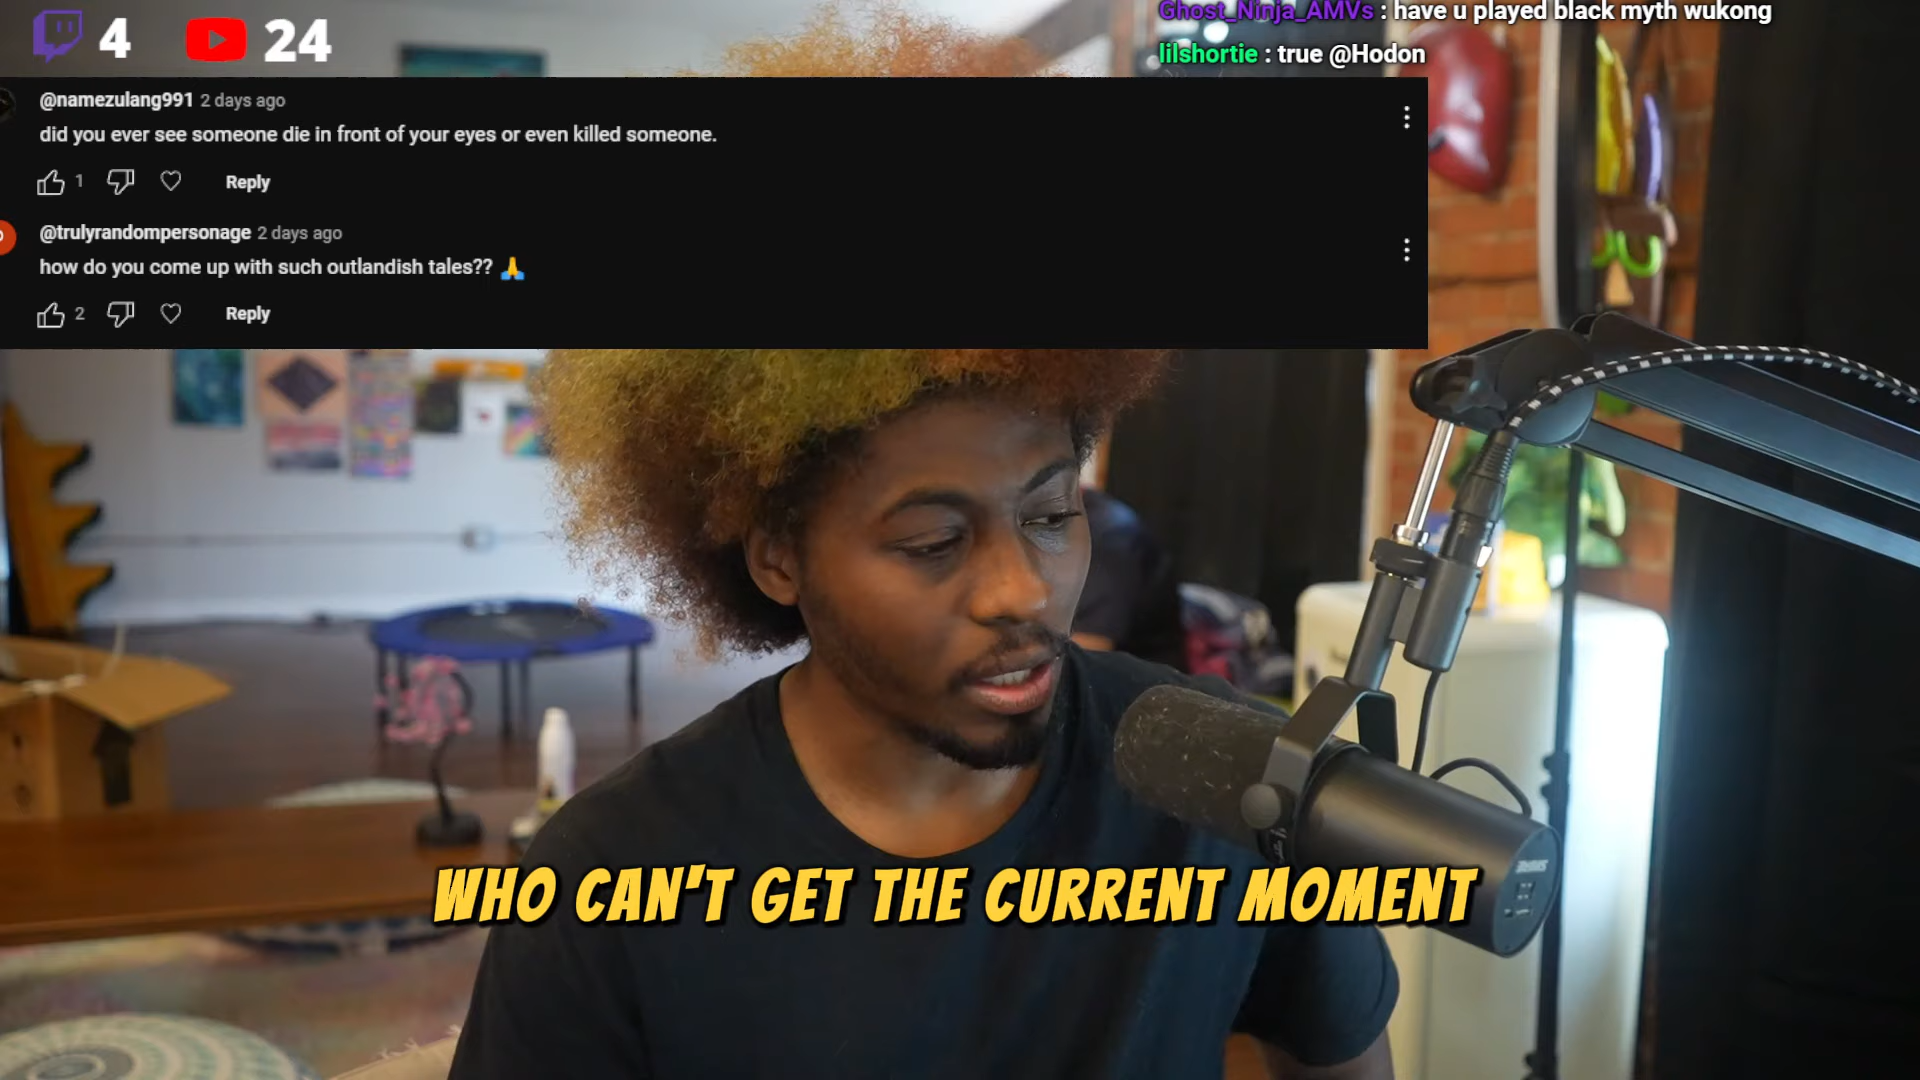 4 24
Ghost_Ninja_AMVs : have u played black myth wukong
lilshortie : true @Hodon
@namezulang991 2 days ago
did you ever see someone die in front of your eyes or even killed someone.
1 Reply
@trulyrandompersonage 2 days ago
how do you come up with such outlandish tales?? 🙏
2 Reply
WHO CAN'T GET THE CURRENT MOMENT